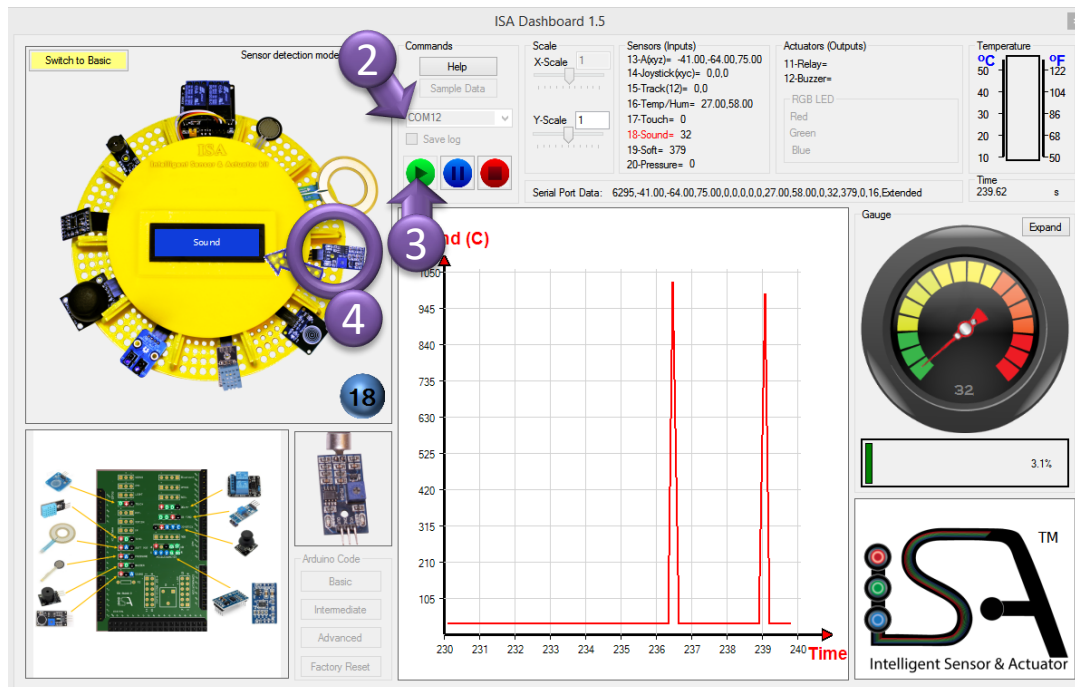 ISA Dashboard 1.5
Switch to Basic
Sensor detection mode
2
ISA
Intelligent Sensor & Actuator Kit
Sound
4
18
Commands
Help
Sample Data
COM12
Save log
3
Scale
X-Scale 1
Y-Scale 1
Sensors (Inputs)
13-A(xyz)= -41.00,-64.00,75.00
14-Joystick(xyc)= 0,0,0
15-Track(12)= 0,0
16-Temp/Hum= 27.00,58.00
17-Touch= 0
18-Sound= 32
19-Soft= 379
20-Pressure= 0
Actuators (Outputs)
11-Relay=
12-Buzzer=
RGB LED
Red
Green
Blue
Temperature
ºC ºF
50 122
40 104
30 86
20 68
10 50
Serial Port Data: 6295,-41.00,-64.00,75.00,0,0,0,0,0,27.00,58.00,0,32,379,0,16,Extended
Time
239.62 s
nd (C)
1050
945
840
735
630
525
420
315
210
105
230 231 232 233 234 235 236 237 238 239 240
Time
Gauge
Expand
32
3.1%
Arduino Code
Basic
Intermediate
Advanced
Factory Reset
TM
iSA
Intelligent Sensor & Actuator